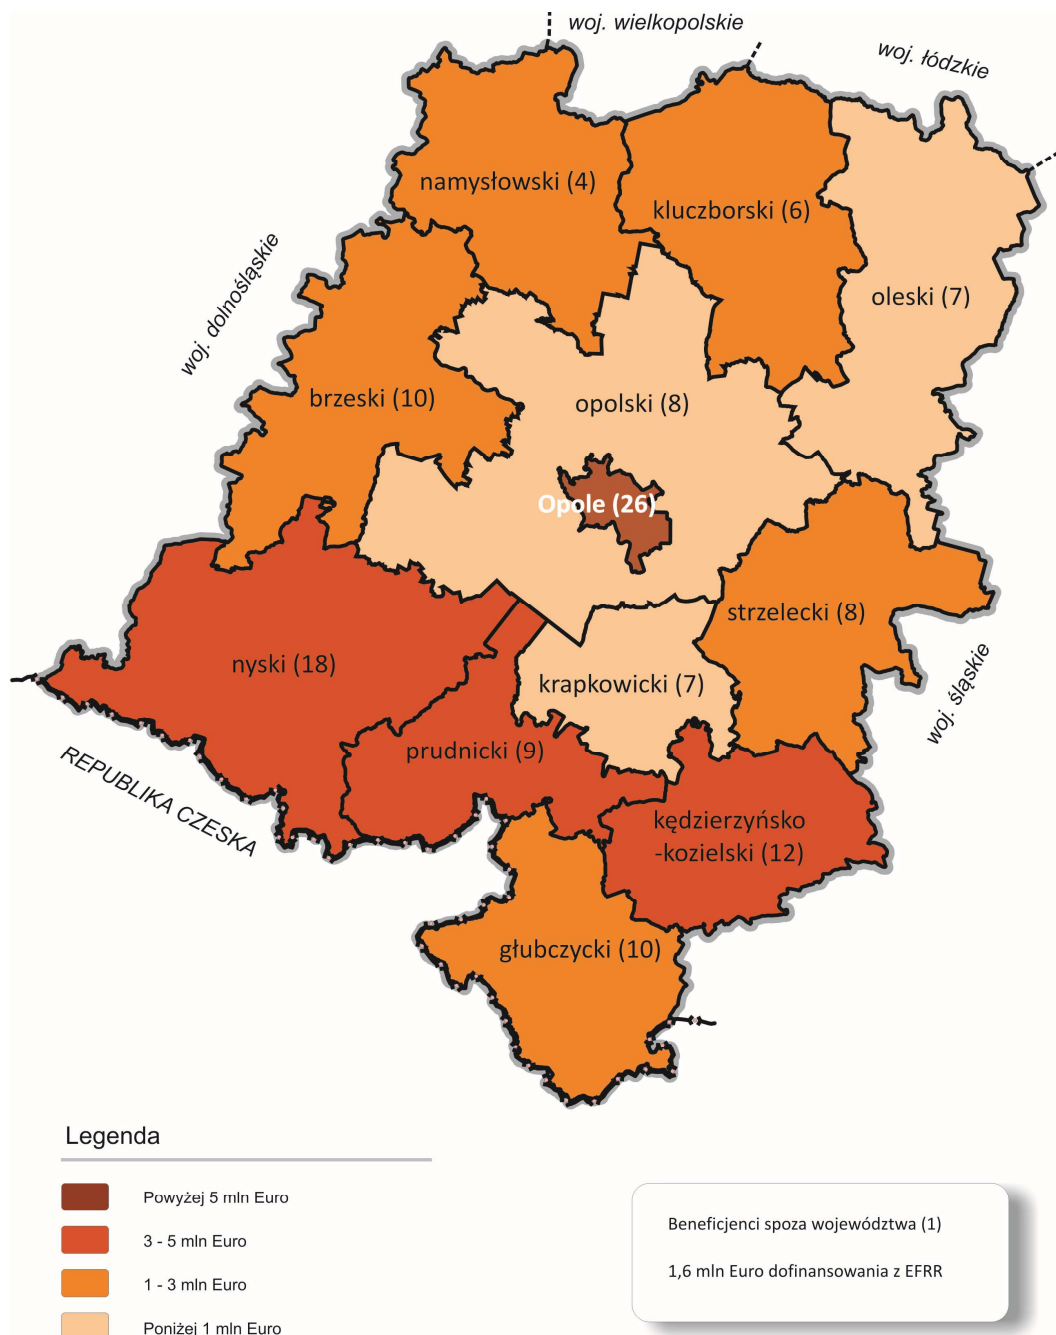 woj. wielkopolskie
woj. łódzkie
namysłowski (4)
kluczborski (6)
woj. dolnośląskie
oleski (7)
brzeski (10)
opolski (8)
Opole (26)
strzelecki (8)
nyski (18)
krapkowicki (7)
woj. śląskie
prudnicki (9)
REPUBLIKA CZESKA
kędzierzyńsko
-kozielski (12)
głubczycki (10)
Legenda
Powyżej 5 mln Euro
3 - 5 mln Euro
1 - 3 mln Euro
Poniżej 1 mln Euro
Beneficjenci spoza województwa (1)
1,6 mln Euro dofinansowania z EFRR